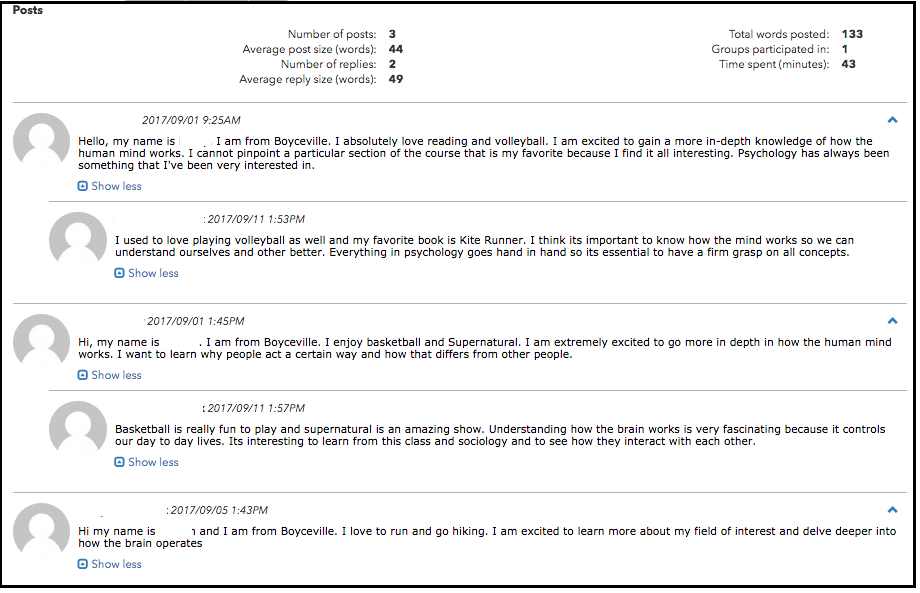 Posts
Number of posts: 3
Total words posted: 133
Average post size (words): 44
Groups participated in: 1
Number of replies: 2
Time spent (minutes): 43
Average reply size (words): 49
2017/09/01 9:25AM
Hello, my name is I am from Boyceville. I absolutely love reading and volleyball. I am excited to gain a more in-depth knowledge of how the
human mind works. I cannot pinpoint a particular section of the course that is my favorite because I find it all interesting. Psychology has always been
something that I've been very interested in.
Show less
: 2017/09/11 1:53PM
I used to love playing volleyball as well and my favorite book is Kite Runner. I think its important to know how the mind works so we can
understand ourselves and other better. Everything in psychology goes hand in hand so its essential to have a firm grasp on all concepts.
Show less
2017/09/01 1:45PM
Hi, my name is . I am from Boyceville. I enjoy basketball and Supernatural. I am extremely excited to go more in depth in how the human mind
works. I want to learn why people act a certain way and how that differs from other people.
Show less
: 2017/09/11 1:57PM
Basketball is really fun to play and supernatural is an amazing show. Understanding how the brain works is very fascinating because it controls
our day to day lives. Its interesting to learn from this class and sociology and to see how they interact with each other.
Show less
: 2017/09/05 1:43PM
Hi my name is and I am from Boyceville. I love to run and go hiking. I am excited to learn more about my field of interest and delve deeper into
how the brain operates
Show less